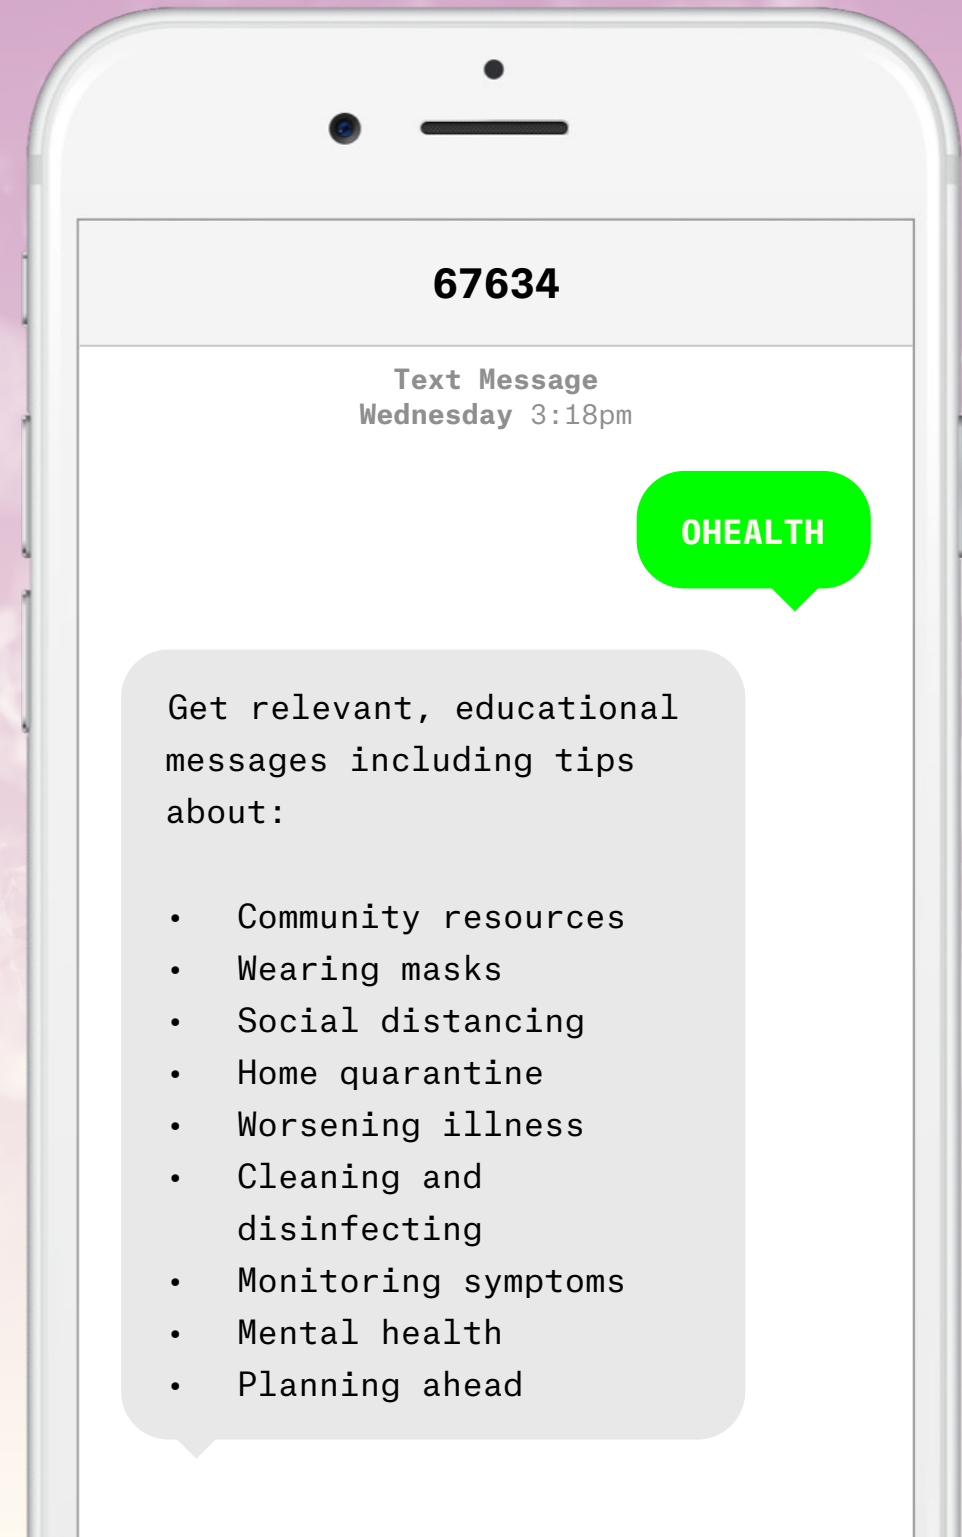 67634
Text Message
Wednesday 3:18pm
OHEALTH
Get relevant, educational
messages including tips
about:
• Community resources
• Wearing masks
• Social distancing
• Home quarantine
• Worsening illness
• Cleaning and
disinfecting
• Monitoring symptoms
• Mental health
• Planning ahead